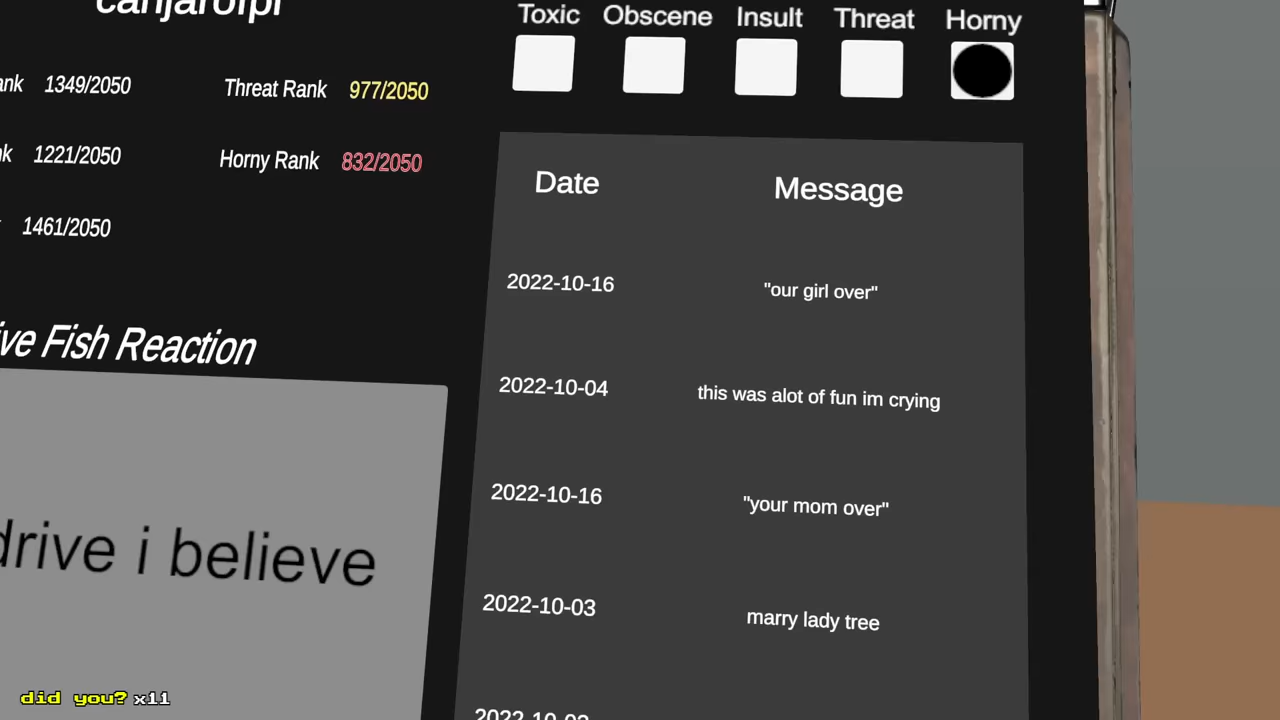 canjarofpi
Toxic Obscene Insult Threat Horny
1349/2050 Threat Rank 977/2050
1221/2050 Horny Rank 832/2050
1461/2050
Fish Reaction
drive i believe
Date Message
2022-10-16 "our girl over"
2022-10-04 this was alot of fun im crying
2022-10-16 "your mom over"
2022-10-03 marry lady tree
did you? x11